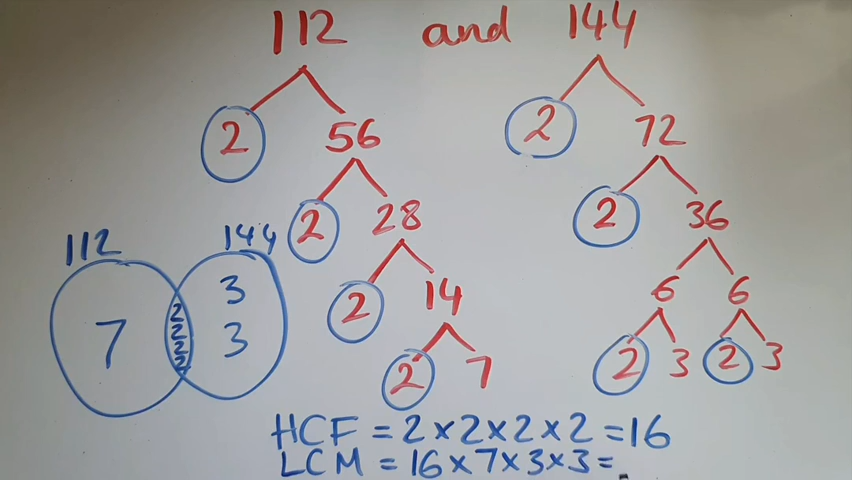 112 and 144
2 56 2 72
2 28 2 36
112 144
2 14 6 6
3
7 2 2 2 2 3
2 7 2 3 2 3
HCF = 2 × 2 × 2 × 2 = 16
LCM = 16 × 7 × 3 × 3 =